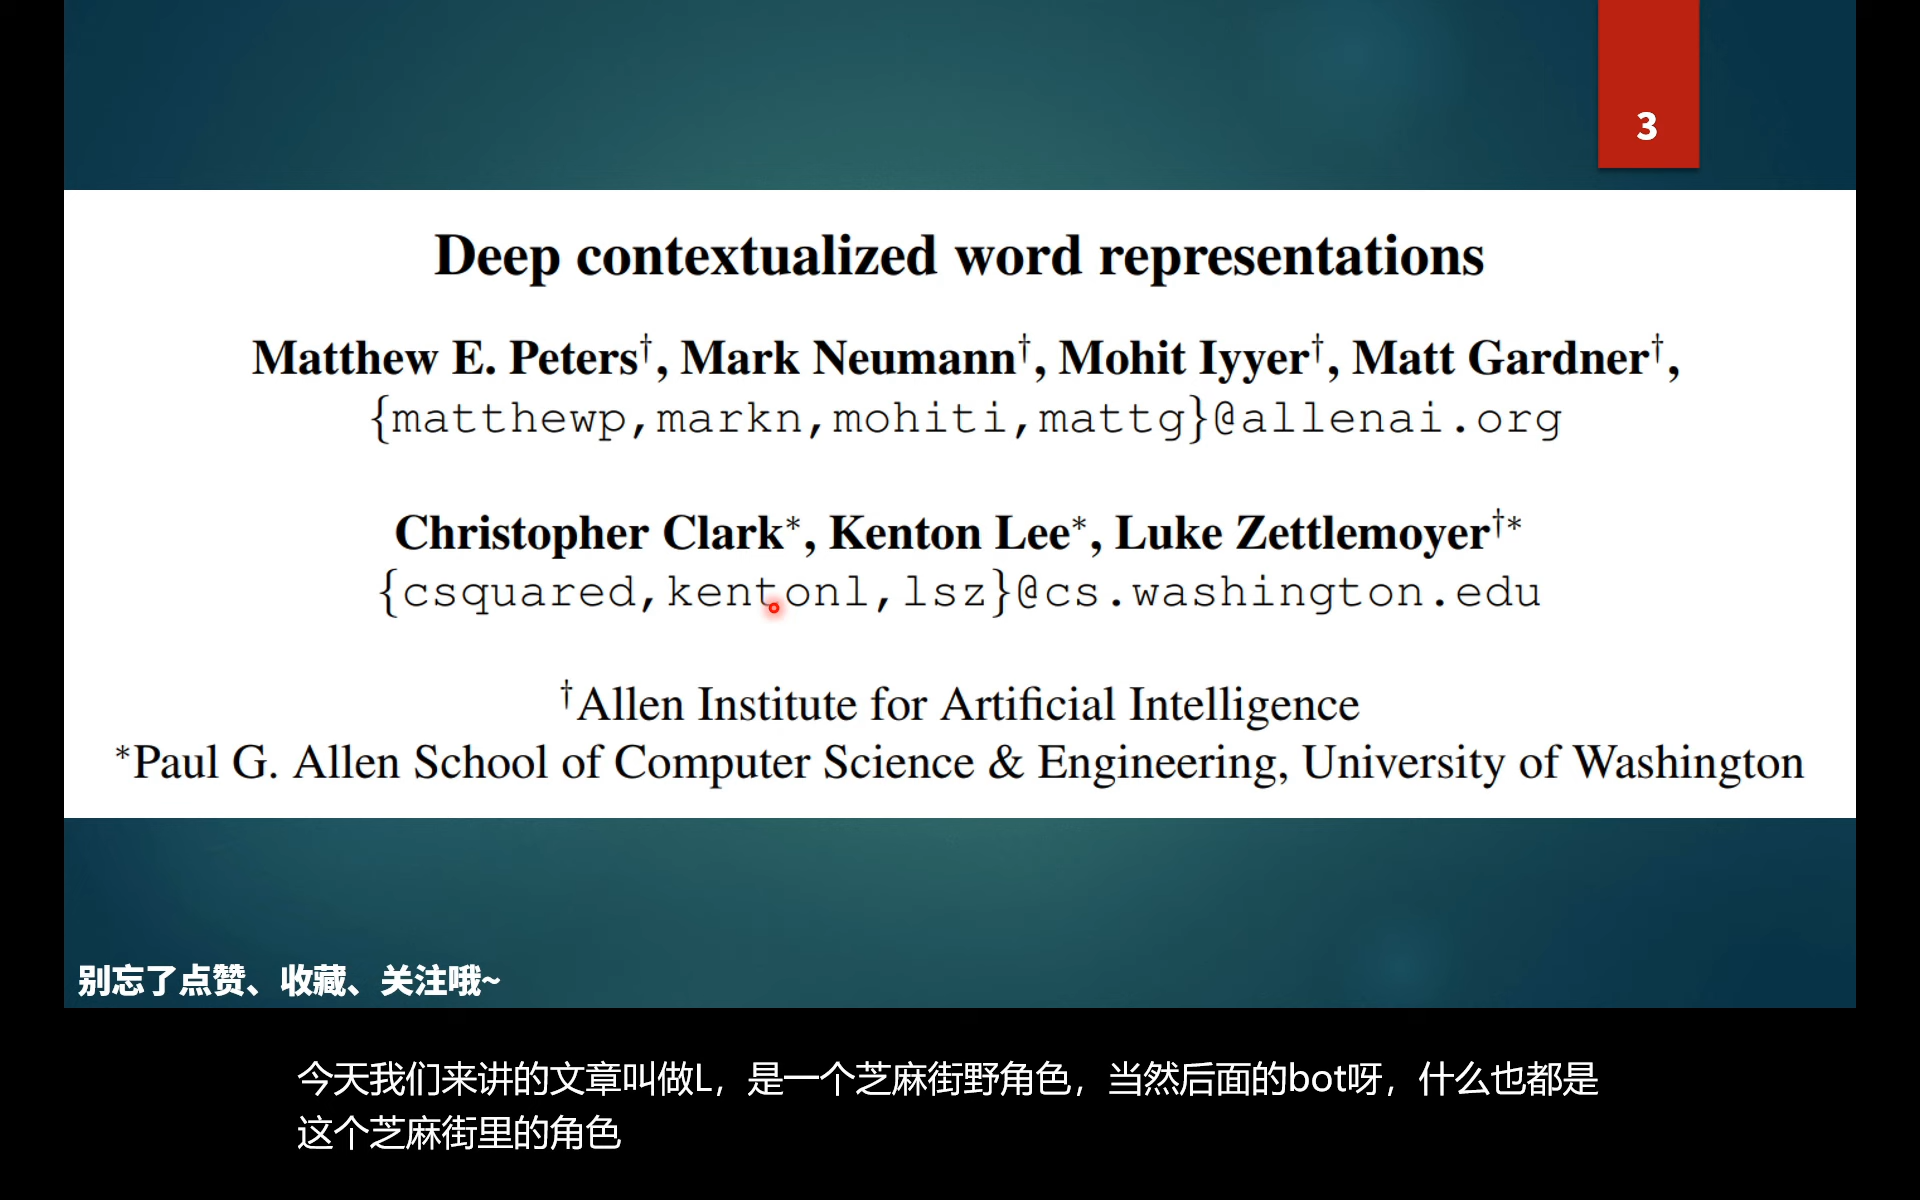 3
Deep contextualized word representations
Matthew E. Peters†, Mark Neumann†, Mohit Iyyer†, Matt Gardner†,
{matthewp,markn,mohiti,mattg}@allenai.org
Christopher Clark*, Kenton Lee*, Luke Zettlemoyer†*
{csquared,kentonl,lsz}@cs.washington.edu
†Allen Institute for Artificial Intelligence
*Paul G. Allen School of Computer Science & Engineering, University of Washington
别忘了点赞、收藏、关注哦~
今天我们来讲的文章叫做L，是一个芝麻街野角色，当然后面的bot呀，什么也都是
这个芝麻街里的角色